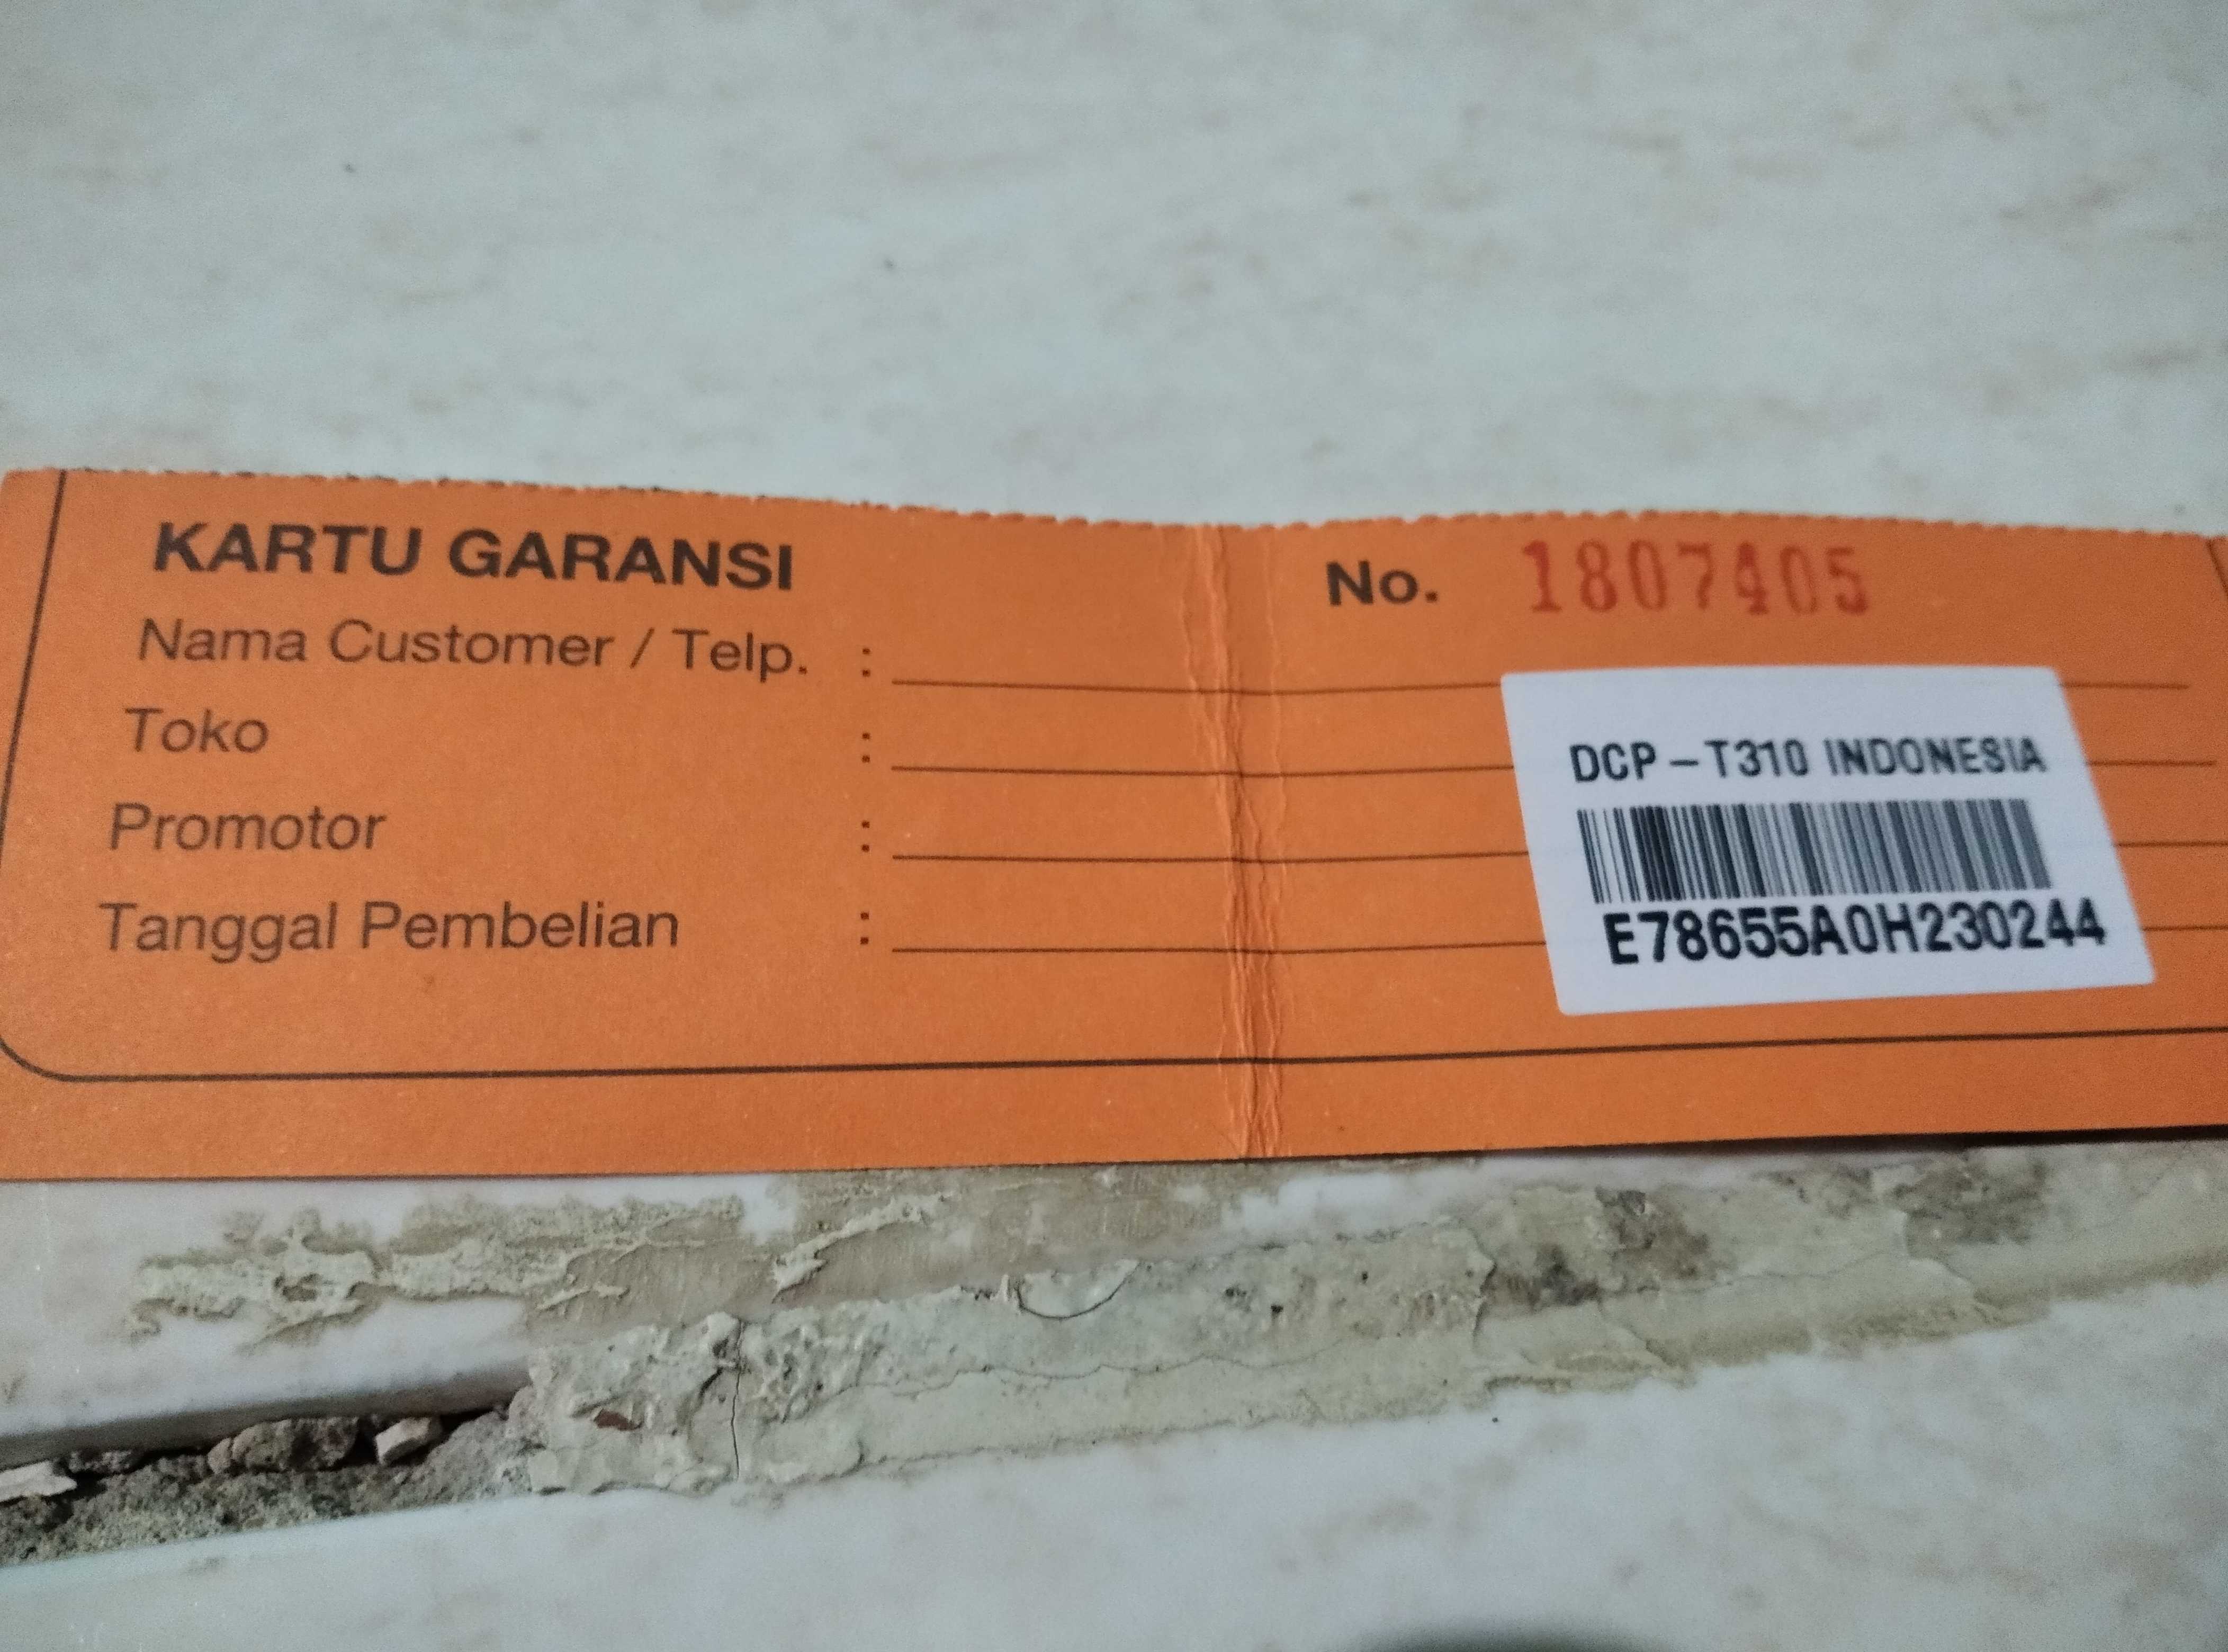 KARTU GARANSI
No. 1807405
Nama Customer / Telp. :
Toko :
Promotor :
Tanggal Pembelian :
DCP - T310 INDONESIA
E78655A0H230244